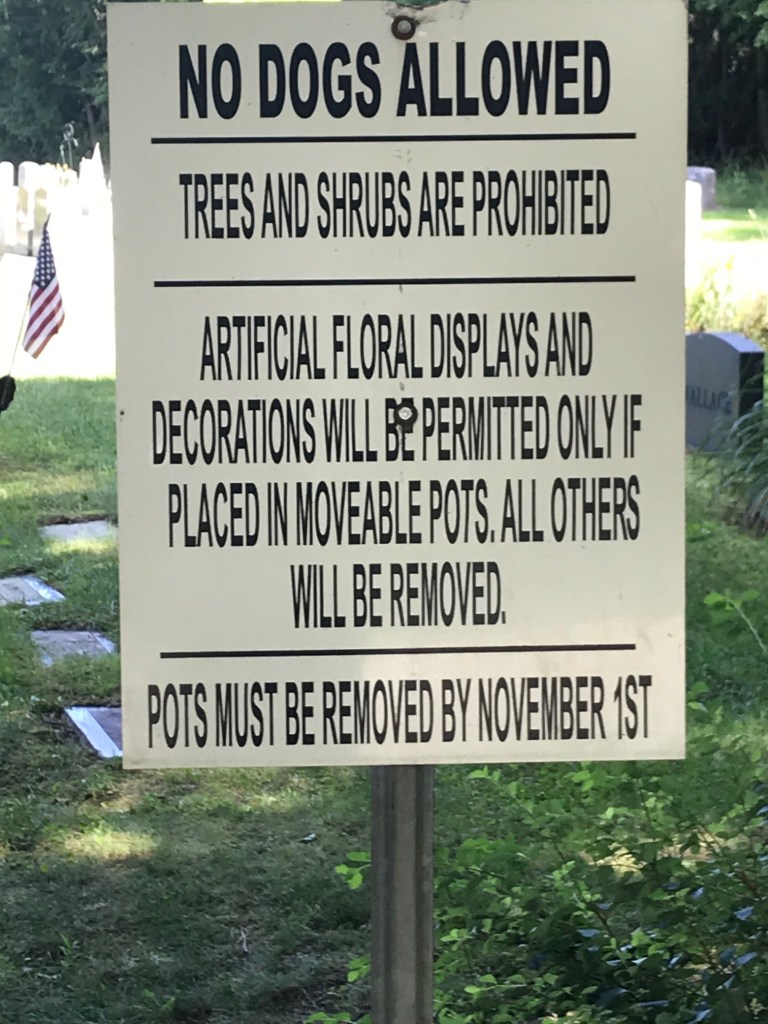 NO DOGS ALLOWED
TREES AND SHRUBS ARE PROHIBITED
ARTIFICIAL FLORAL DISPLAYS AND
DECORATIONS WILL BE PERMITTED ONLY IF
PLACED IN MOVEABLE POTS. ALL OTHERS
WILL BE REMOVED.
POTS MUST BE REMOVED BY NOVEMBER 1ST